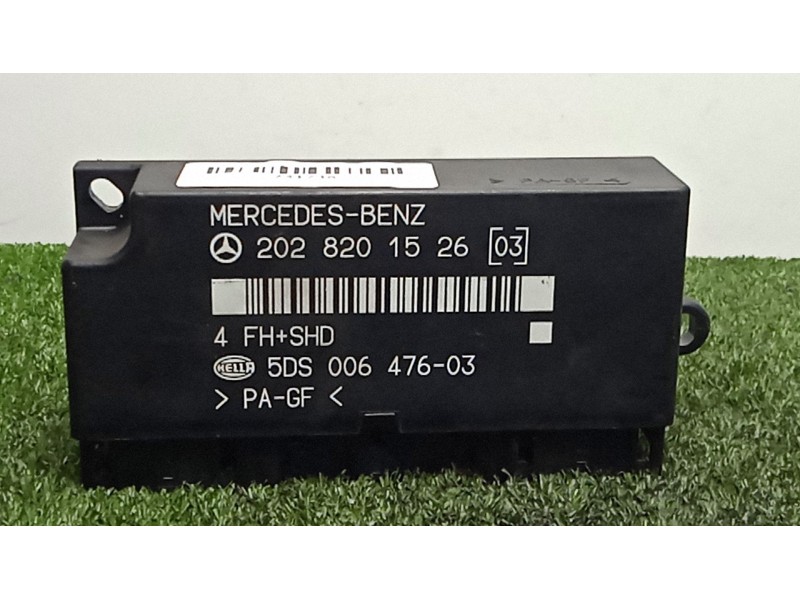 MERCEDES-BENZ
202 820 15 26 [03]
4 FH+SHD
HELLA 5DS 006 476-03
> PA-GF <